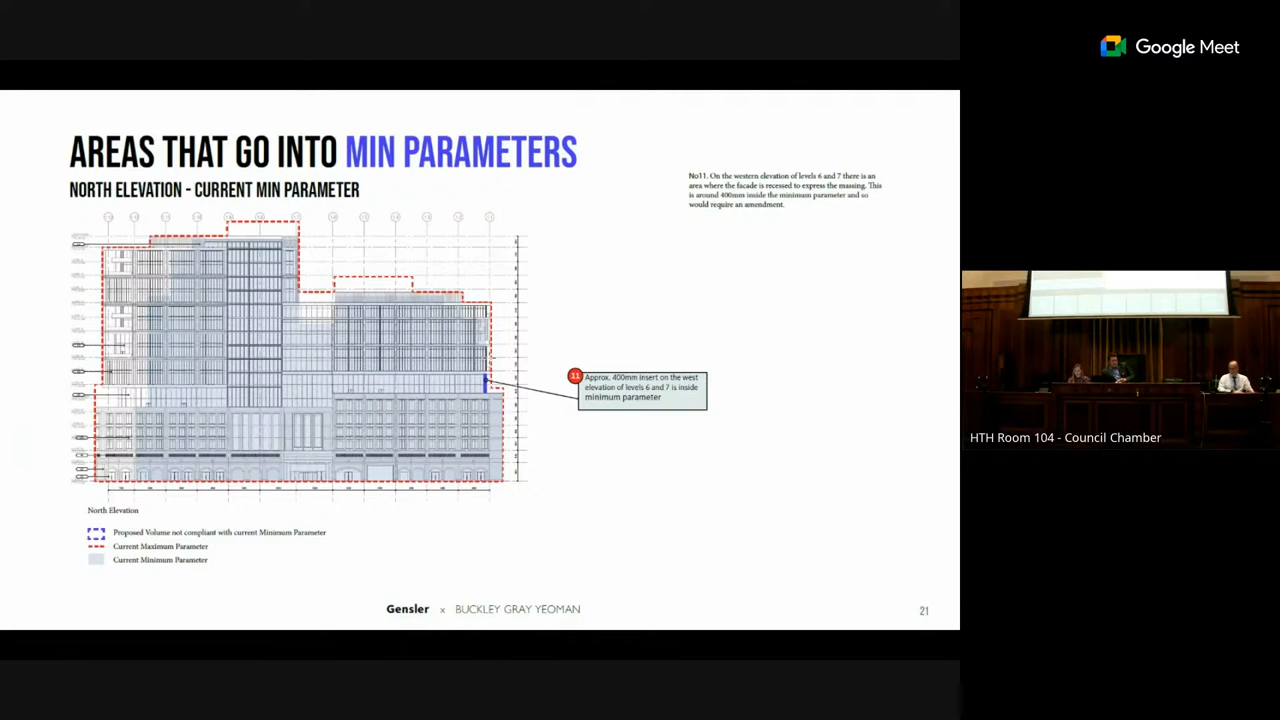 Google Meet
AREAS THAT GO INTO MIN PARAMETERS
NORTH ELEVATION - CURRENT MIN PARAMETER
No11. On the western elevation of levels 6 and 7 there is an
area where the facade is recessed to express the massing. This
is around 400mm inside the minimum parameter and so
would require an amendment.
11
Approx. 400mm insert on the west
elevation of levels 6 and 7 is inside
minimum parameter
HTH Room 104 - Council Chamber
North Elevation
Proposed Volume not compliant with current Minimum Parameter
Current Maximum Parameter
Current Minimum Parameter
Gensler x BUCKLEY GRAY YEOMAN
21